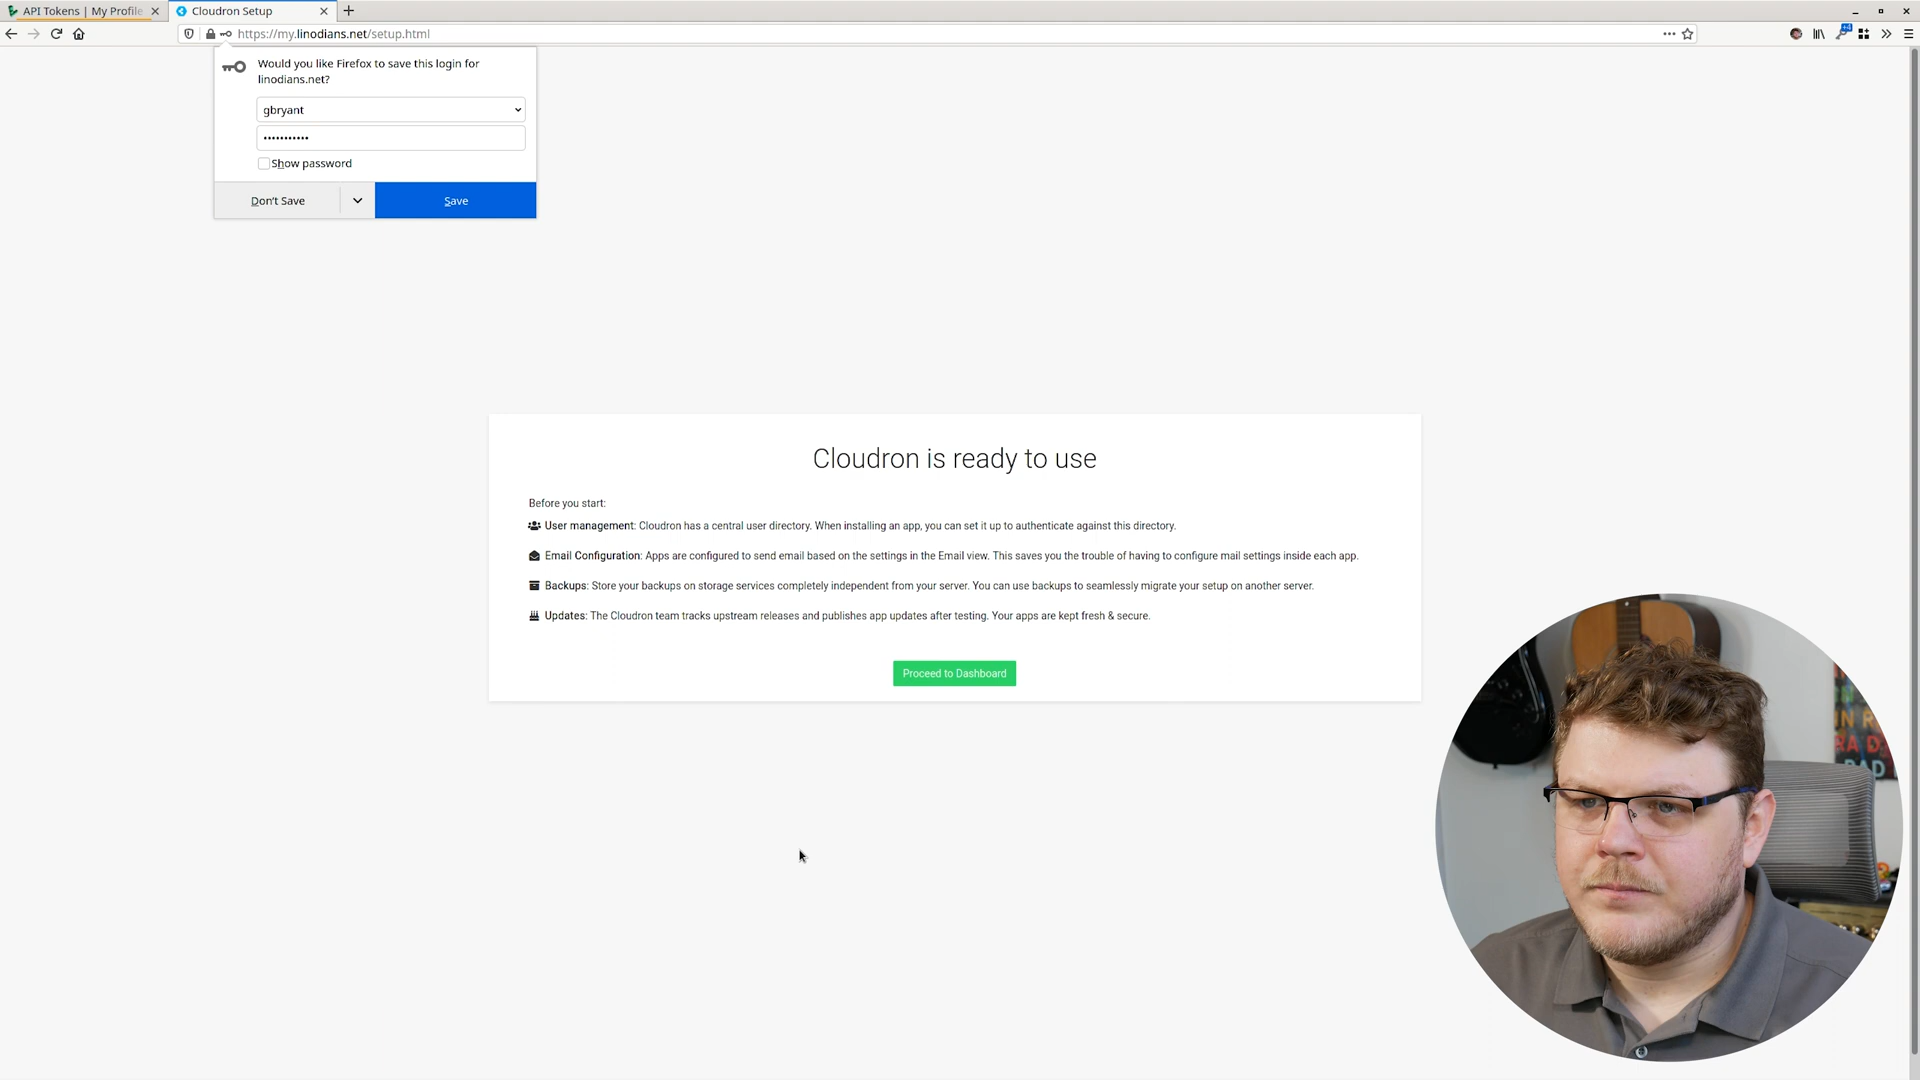 API Tokens | My Profile
Cloudron Setup
https://my.linodians.net/setup.html
Would you like Firefox to save this login for
linodians.net?
gbryant
•••••••••••
Show password
Don't Save
Save
Cloudron is ready to use
Before you start:
User management: Cloudron has a central user directory. When installing an app, you can set it up to authenticate against this directory.
Email Configuration: Apps are configured to send email based on the settings in the Email view. This saves you the trouble of having to configure mail settings inside each app.
Backups: Store your backups on storage services completely independent from your server. You can use backups to seamlessly migrate your setup on another server.
Updates: The Cloudron team tracks upstream releases and publishes app updates after testing. Your apps are kept fresh & secure.
Proceed to Dashboard